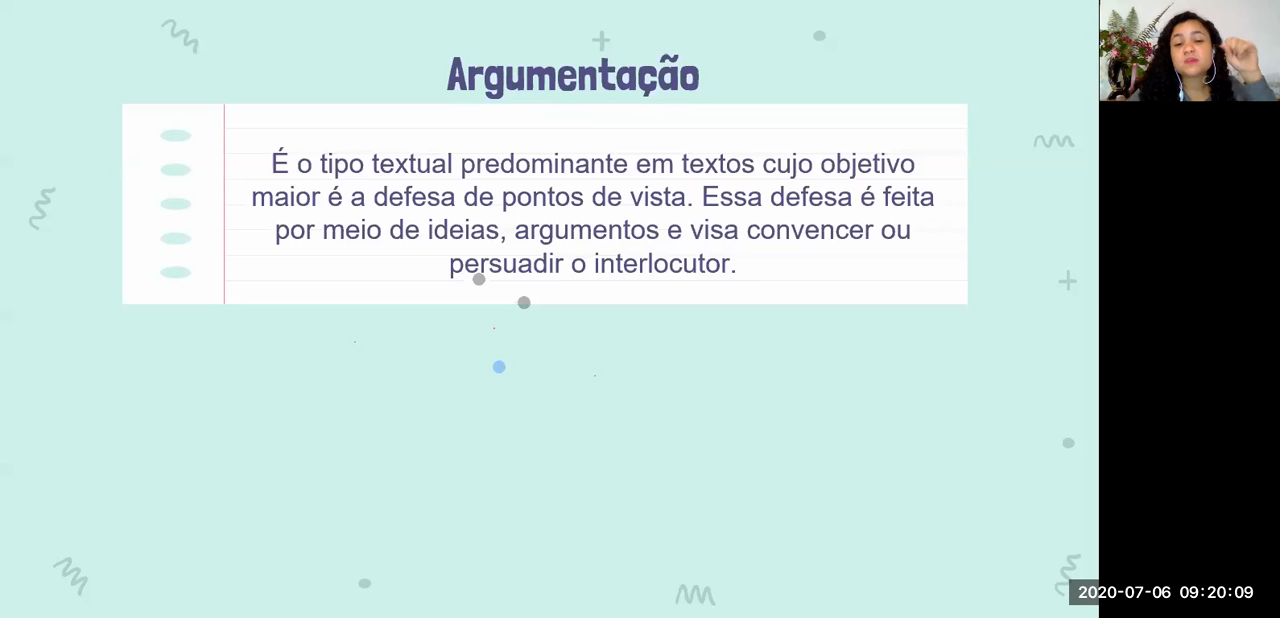 Argumentação
É o tipo textual predominante em textos cujo objetivo
maior é a defesa de pontos de vista. Essa defesa é feita
por meio de ideias, argumentos e visa convencer ou
persuadir o interlocutor.
2020-07-06 09:20:09